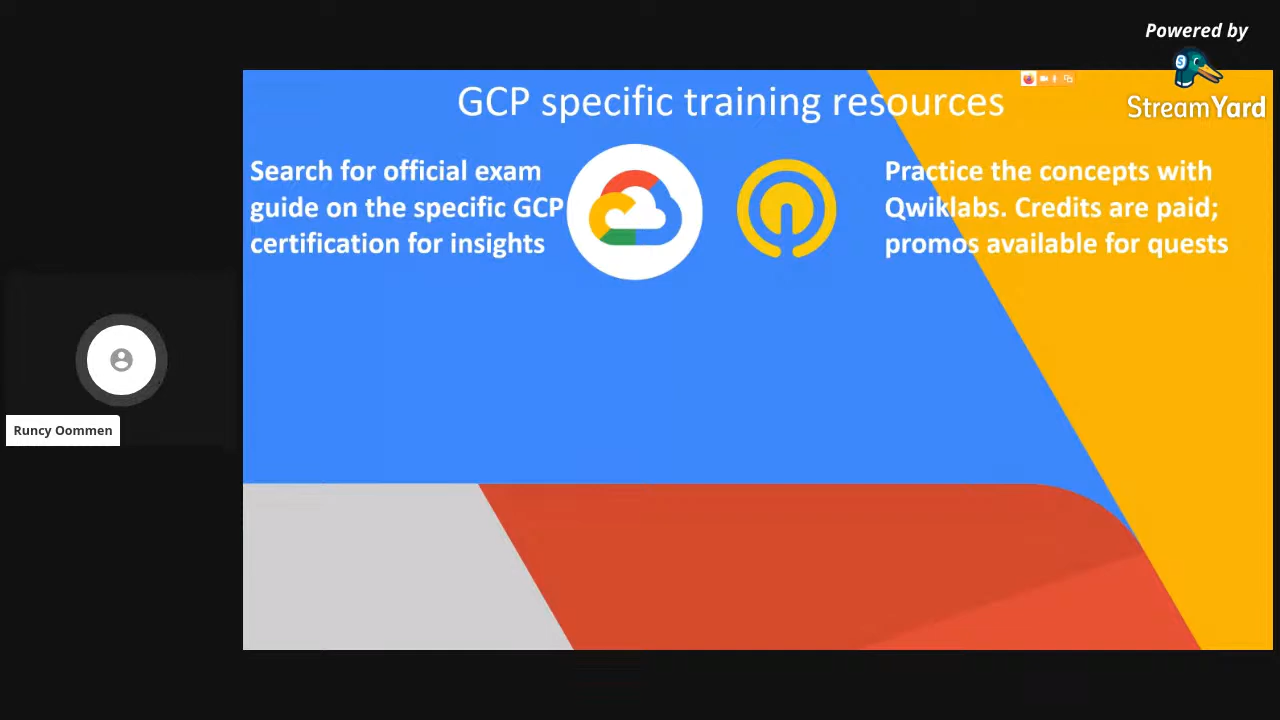 Powered by
StreamYard
GCP specific training resources
Search for official exam
guide on the specific GCP
certification for insights
Practice the concepts with
Qwiklabs. Credits are paid;
promos available for quests
Runcy Oommen